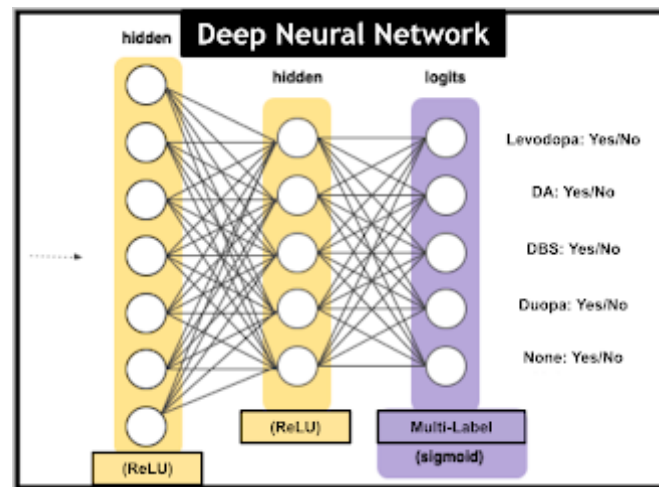 Deep Neural Network
hidden
hidden
logits
Levodopa: Yes/No
DA: Yes/No
DBS: Yes/No
Duopa: Yes/No
None: Yes/No
(ReLU)
(ReLU)
Multi-Label
(sigmoid)